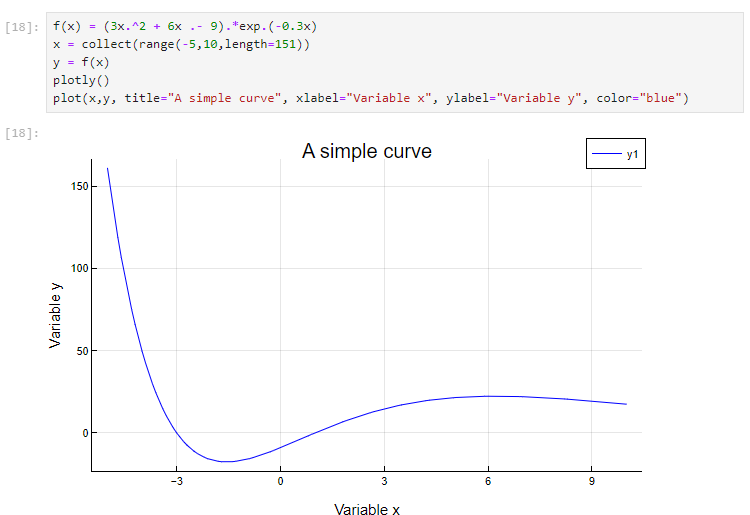 [18]: f(x) = (3x.^2 + 6x .- 9).*exp.(-0.3x)
x = collect(range(-5,10,length=151))
y = f(x)
plotly()
plot(x,y, title="A simple curve", xlabel="Variable x", ylabel="Variable y", color="blue")
[18]:
A simple curve
y1
150
100
50
0
Variable y
−3 0 3 6 9
Variable x